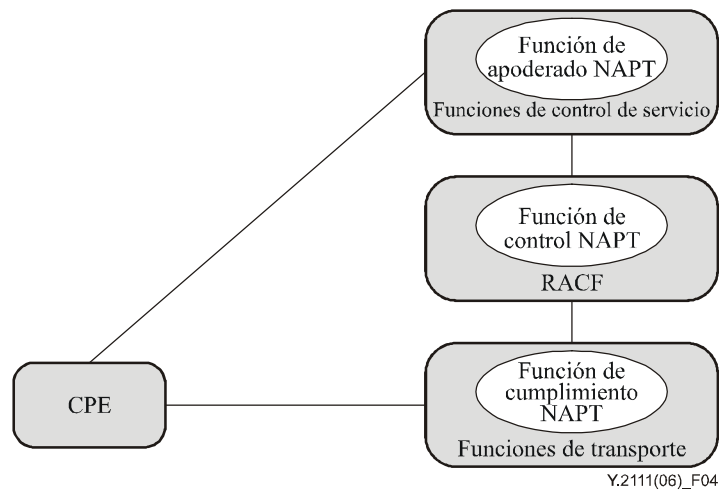 Función de
apoderado NAPT
Funciones de control de servicio
Función de
control NAPT
RACF
Función de
cumplimiento
NAPT
Funciones de transporte
CPE
Y.2111(06)_F04